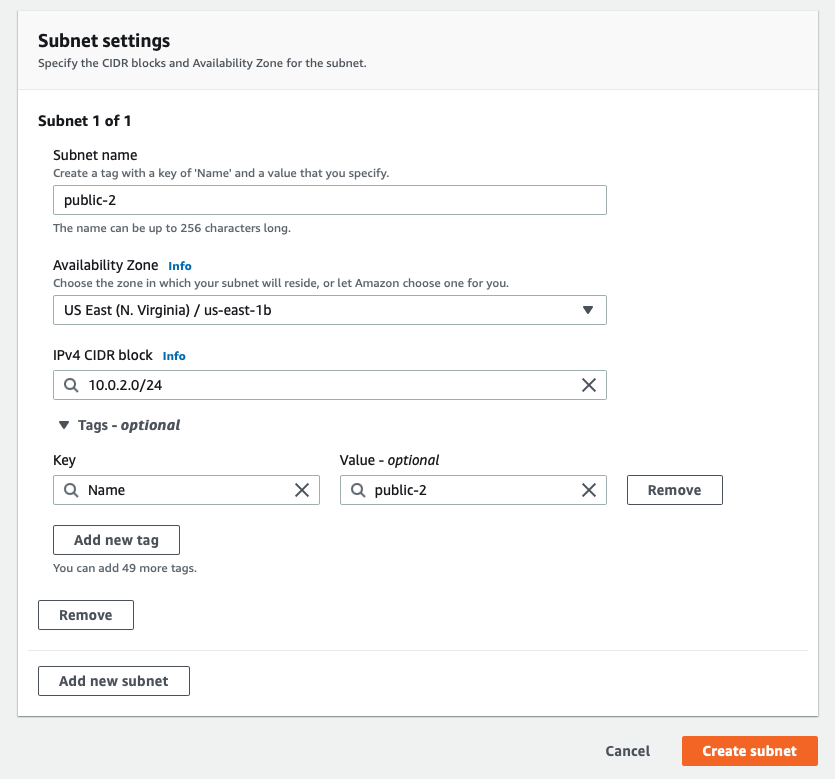 Subnet settings
Specify the CIDR blocks and Availability Zone for the subnet.
Subnet 1 of 1
Subnet name
Create a tag with a key of 'Name' and a value that you specify.
public-2
The name can be up to 256 characters long.
Availability Zone Info
Choose the zone in which your subnet will reside, or let Amazon choose one for you.
US East (N. Virginia) / us-east-1b
IPv4 CIDR block Info
10.0.2.0/24
Tags - optional
Key Value - optional
Name public-2 Remove
Add new tag
You can add 49 more tags.
Remove
Add new subnet
Cancel Create subnet